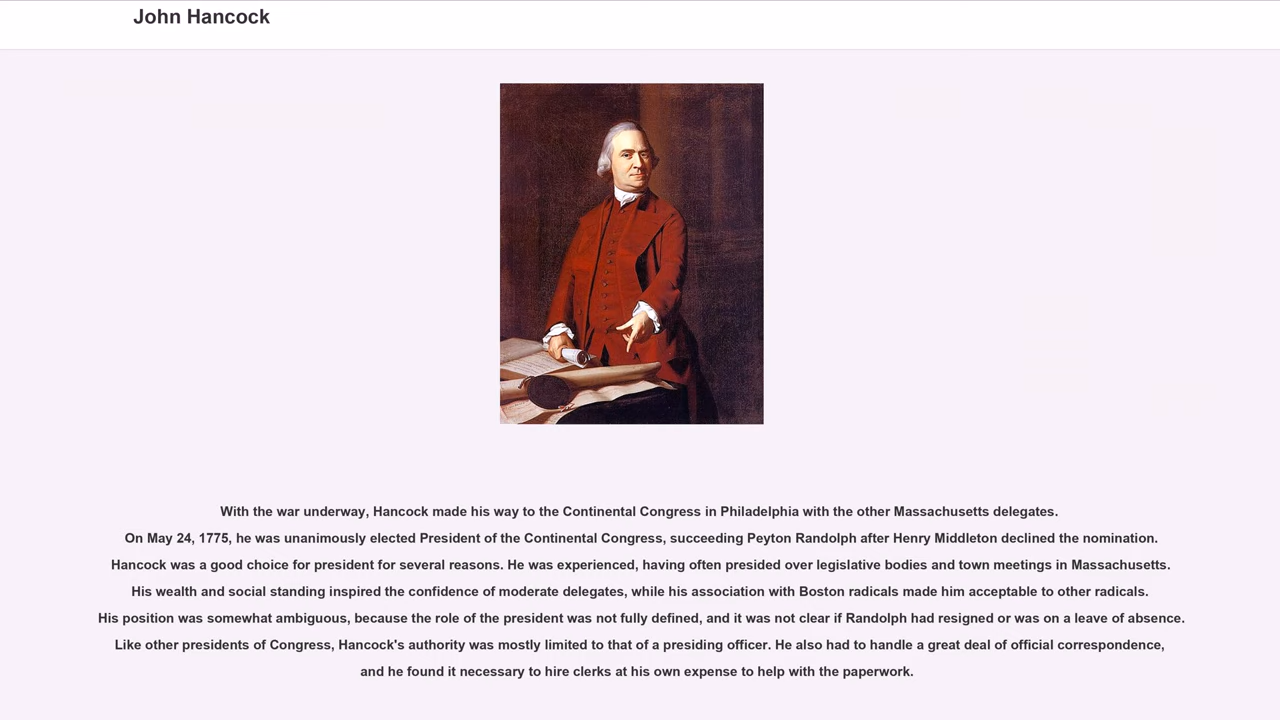 John Hancock
With the war underway, Hancock made his way to the Continental Congress in Philadelphia with the other Massachusetts delegates.
On May 24, 1775, he was unanimously elected President of the Continental Congress, succeeding Peyton Randolph after Henry Middleton declined the nomination.
Hancock was a good choice for president for several reasons. He was experienced, having often presided over legislative bodies and town meetings in Massachusetts.
His wealth and social standing inspired the confidence of moderate delegates, while his association with Boston radicals made him acceptable to other radicals.
His position was somewhat ambiguous, because the role of the president was not fully defined, and it was not clear if Randolph had resigned or was on a leave of absence.
Like other presidents of Congress, Hancock's authority was mostly limited to that of a presiding officer. He also had to handle a great deal of official correspondence,
and he found it necessary to hire clerks at his own expense to help with the paperwork.